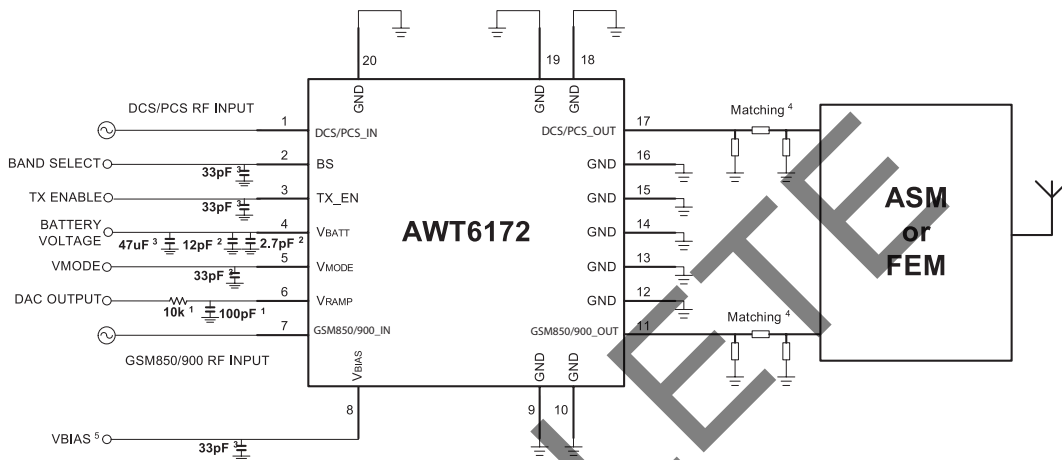 20
GND
19
GND
18
GND
DCS/PCS RF INPUT
1
DCS/PCS_IN
BAND SELECT
33pF 3
2
BS
TX ENABLE
33pF 3
3
TX_EN
BATTERY
VOLTAGE
47uF 3
12pF 2
2.7pF 2
4
VBATT
VMODE
33pF 3
5
VMODE
DAC OUTPUT
10k 1
100pF 1
6
VRAMP
7
GSM850/900_IN
GSM850/900 RF INPUT
VBIAS
8
VBIAS 5
33pF 3
AWT6172
DCS/PCS_OUT
17
Matching 4
GND
16
GND
15
GND
14
GND
13
GND
12
GSM850/900_OUT
11
Matching 4
GND
9
GND
10
ASM
or
FEM
LETE